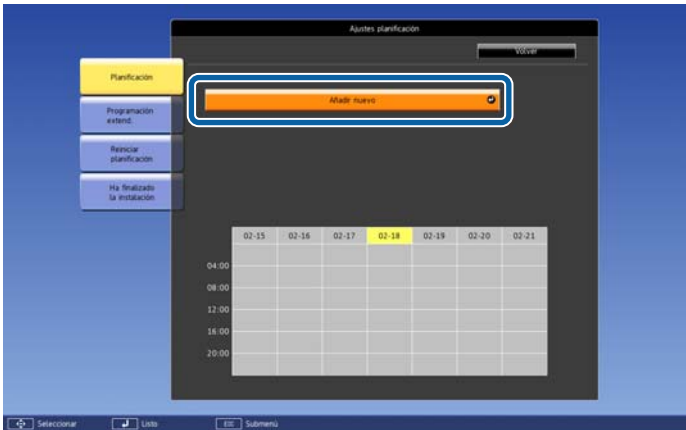 Ajustes planificación
Volver
Planificación
Añadir nuevo
Programación
extend.
Reiniciar
planificación
Ha finalizado
la instalación
02-15 02-16 02-17 02-18 02-19 02-20 02-21
04:00
08:00
12:00
16:00
20:00
Seleccionar Listo ESC Submenú